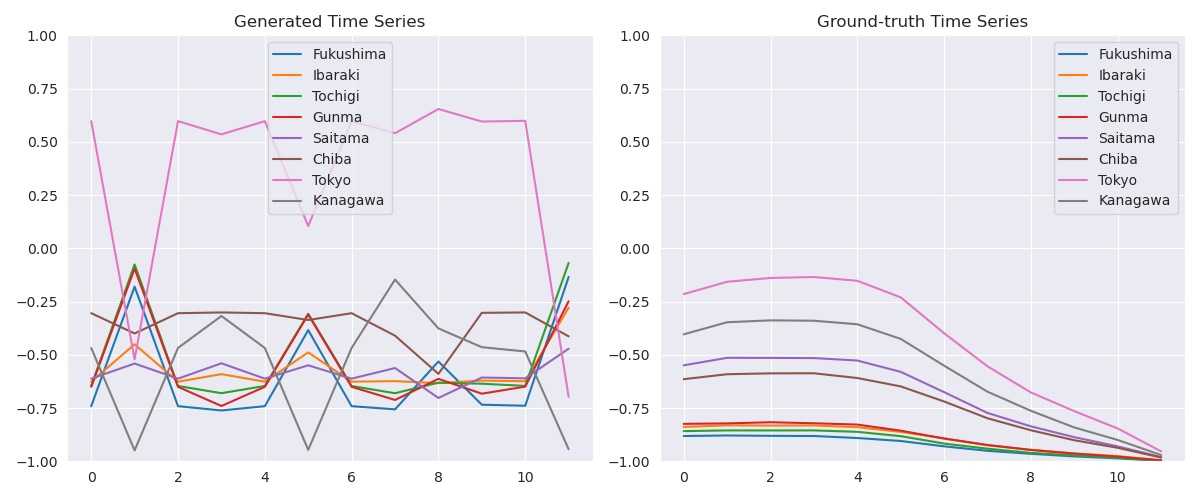 Generated Time Series
1.00
0.75
0.50
0.25
0.00
−0.25
−0.50
−0.75
−1.00
0
2
4
6
8
10
Fukushima
Ibaraki
Tochigi
Gunma
Saitama
Chiba
Tokyo
Kanagawa
Ground-truth Time Series
1.00
0.75
0.50
0.25
0.00
−0.25
−0.50
−0.75
−1.00
0
2
4
6
8
10
Fukushima
Ibaraki
Tochigi
Gunma
Saitama
Chiba
Tokyo
Kanagawa